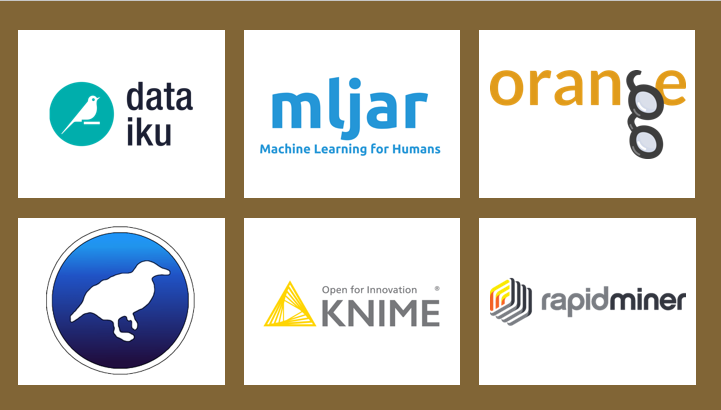 data
iku
mljar
Machine Learning for Humans
orange
Open for Innovation ®
KNIME
rapidminer